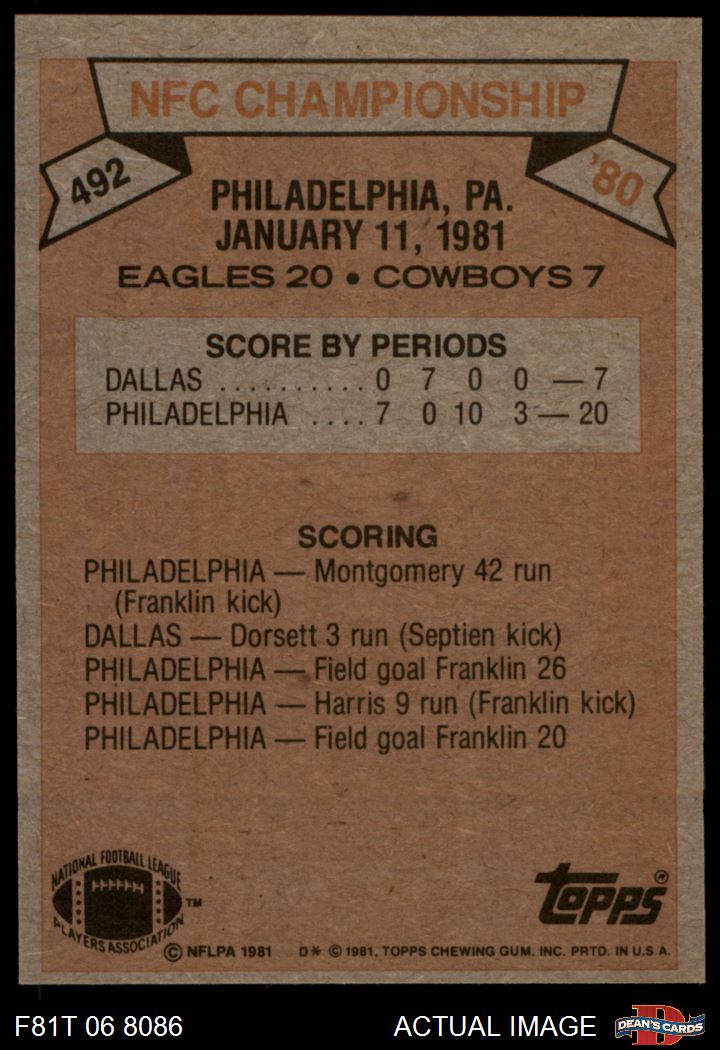 NFC CHAMPIONSHIP
492
'80
PHILADELPHIA, PA.
JANUARY 11, 1981
EAGLES 20 • COWBOYS 7
SCORE BY PERIODS
DALLAS .......... 0 7 0 0 — 7
PHILADELPHIA .... 7 0 10 3 — 20
SCORING
PHILADELPHIA — Montgomery 42 run
(Franklin kick)
DALLAS — Dorsett 3 run (Septien kick)
PHILADELPHIA — Field goal Franklin 26
PHILADELPHIA — Harris 9 run (Franklin kick)
PHILADELPHIA — Field goal Franklin 20
NATIONAL FOOTBALL LEAGUE
PLAYERS ASSOCIATION
TM
topps®
© NFLPA 1981 D* © 1981, TOPPS CHEWING GUM, INC. PRTD. IN U.S.A.
F81T 06 8086 ACTUAL IMAGE D DEAN'S CARDS